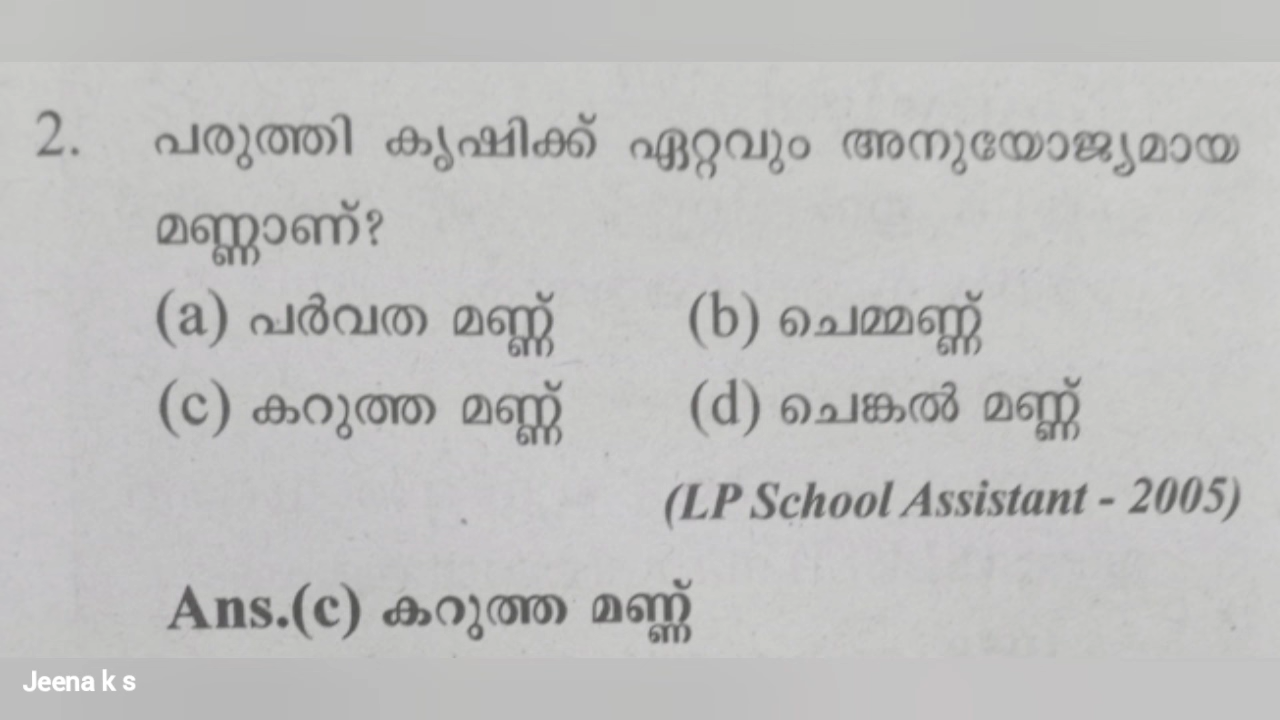 2. പരുത്തി കൃഷിക്ക് ഏറ്റവും അനുയോജ്യമായ
മണ്ണാണ്?
(a) പർവത മണ്ണ് (b) ചെമ്മണ്ണ്
(c) കറുത്ത മണ്ണ് (d) ചെങ്കൽ മണ്ണ്
(LP School Assistant - 2005)
Ans.(c) കറുത്ത മണ്ണ്
Jeena k s